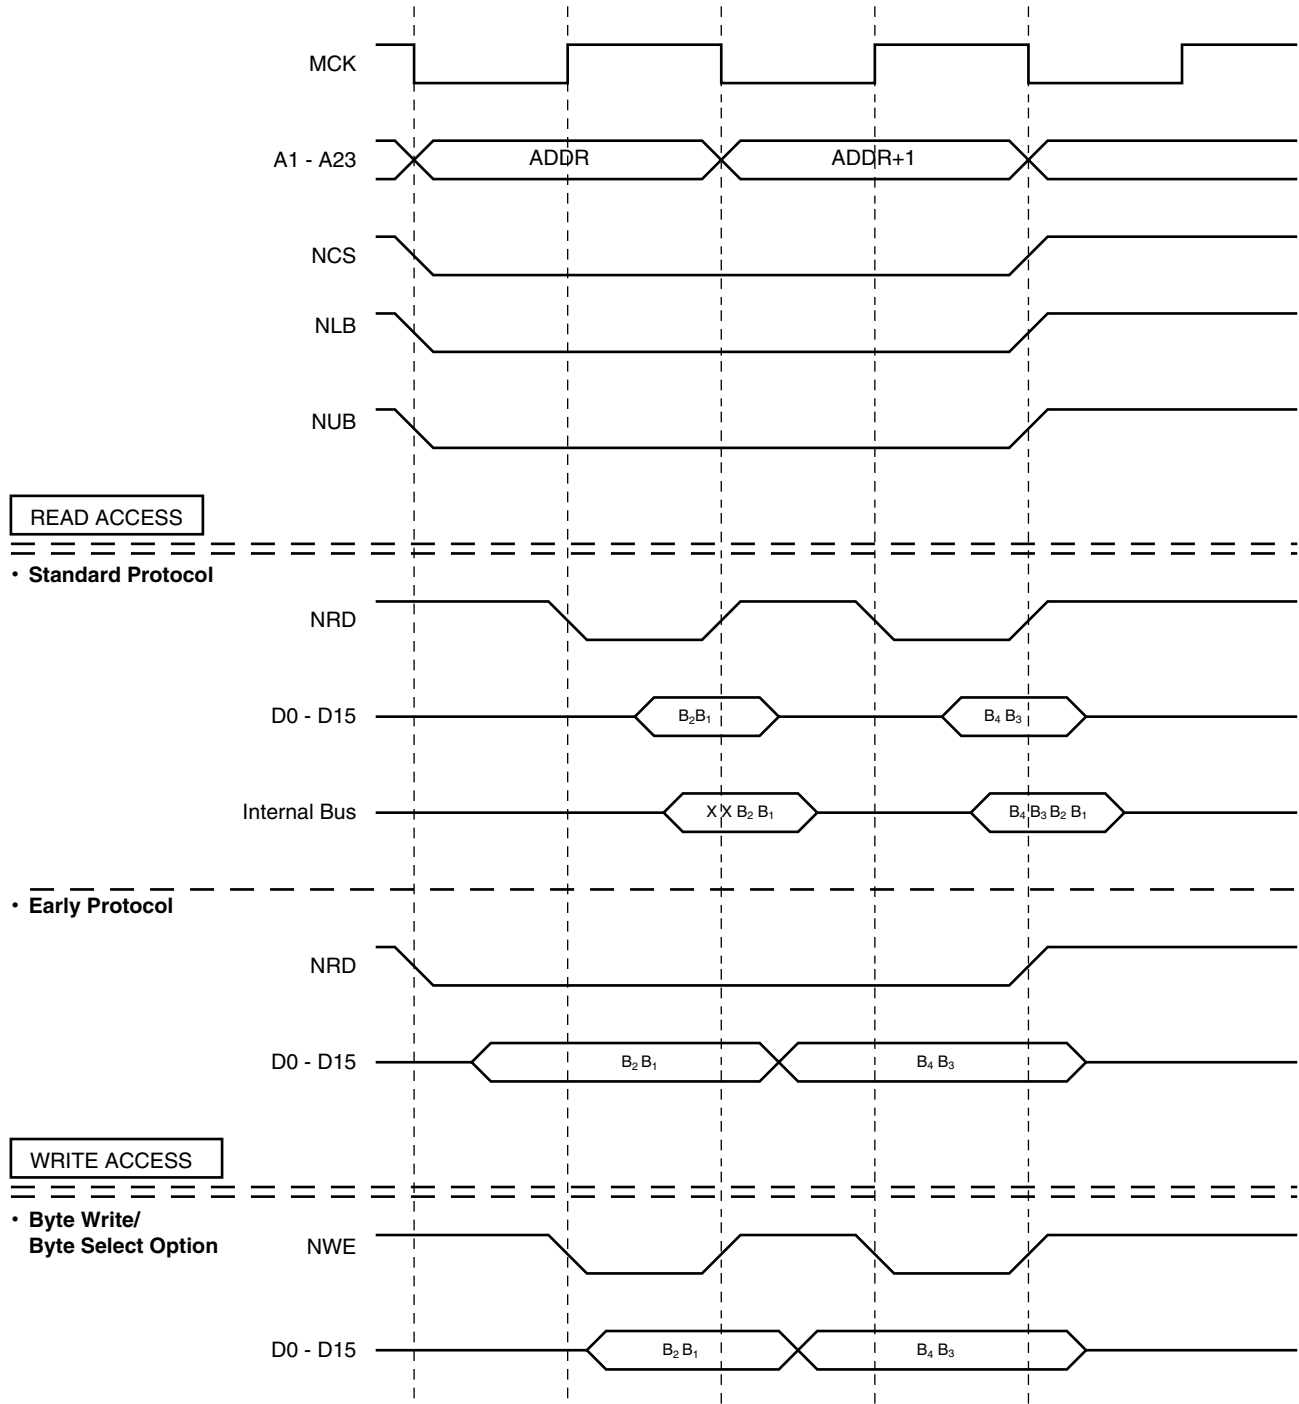 MCK
A1 - A23 ADDR ADDR+1
NCS
NLB
NUB
READ ACCESS
• Standard Protocol
NRD
D0 - D15 B₂B₁ B₄ B₃
Internal Bus X X B₂ B₁ B₄ B₃ B₂ B₁
• Early Protocol
NRD
D0 - D15 B₂ B₁ B₄ B₃
WRITE ACCESS
• Byte Write/
Byte Select Option NWE
D0 - D15 B₂ B₁ B₄ B₃